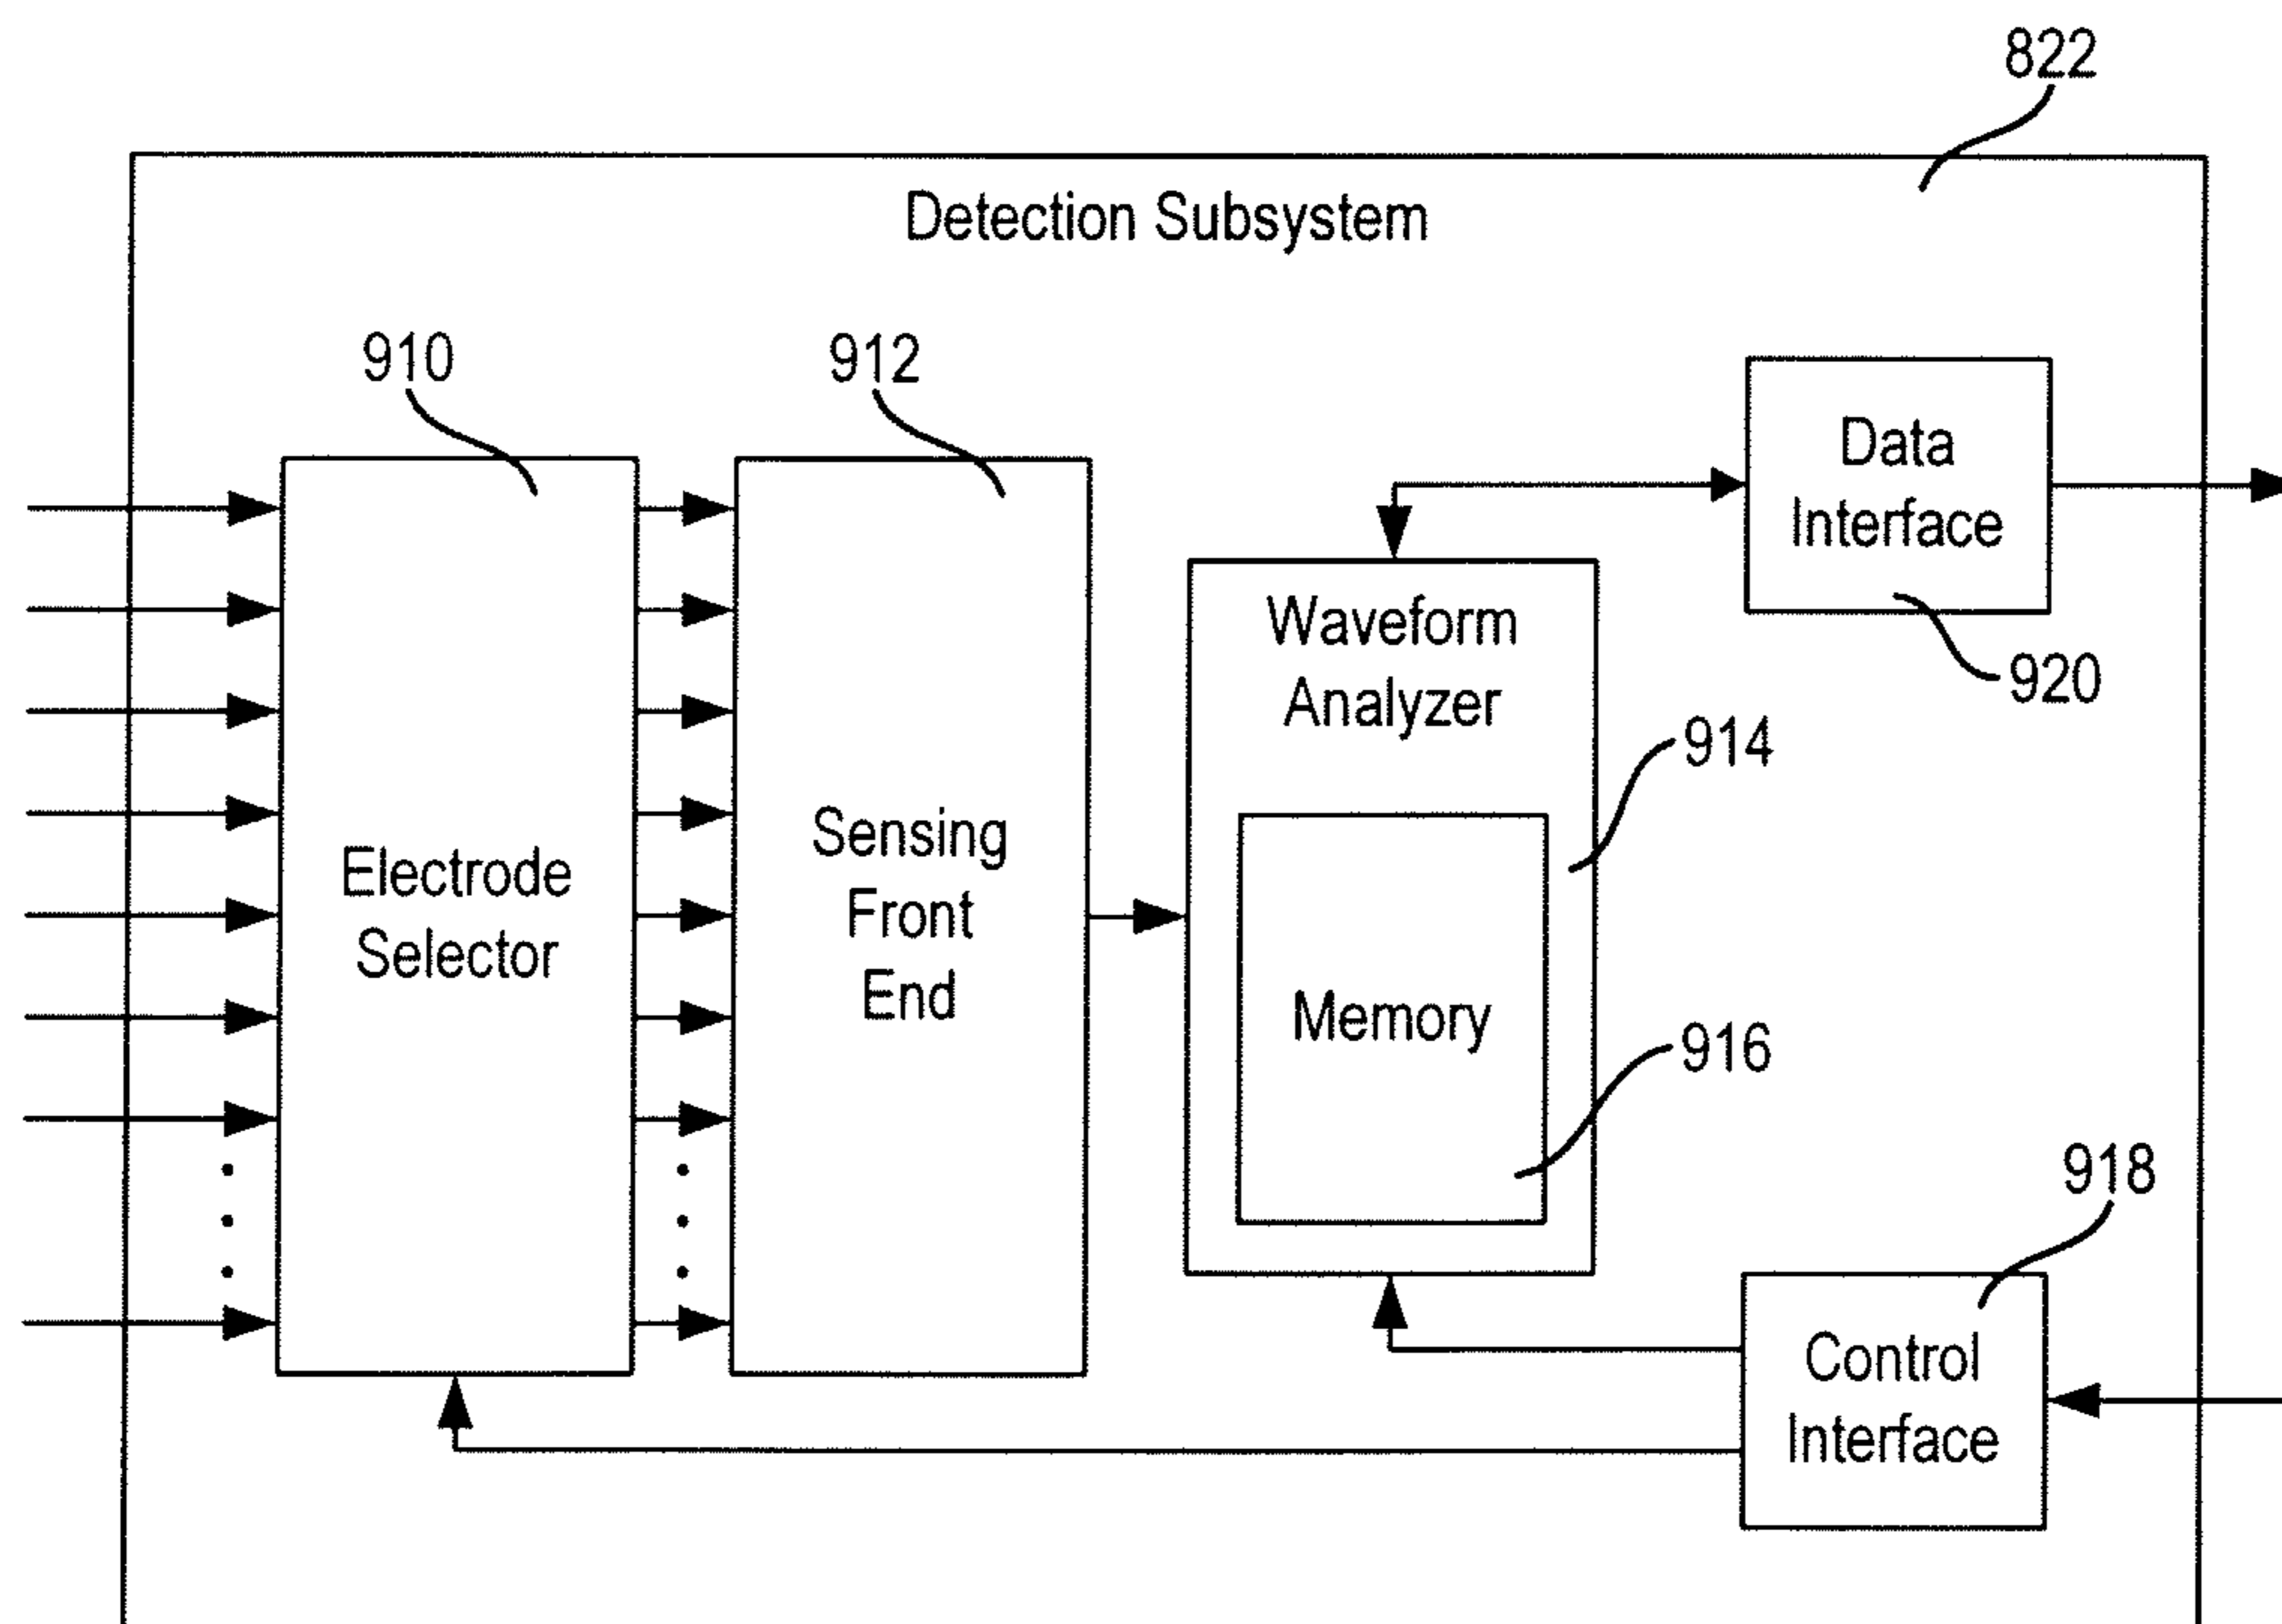 822
Detection Subsystem
910
912
Data
Interface
920
Waveform
Analyzer
914
Electrode
Selector
Sensing
Front
End
Memory
916
918
Control
Interface